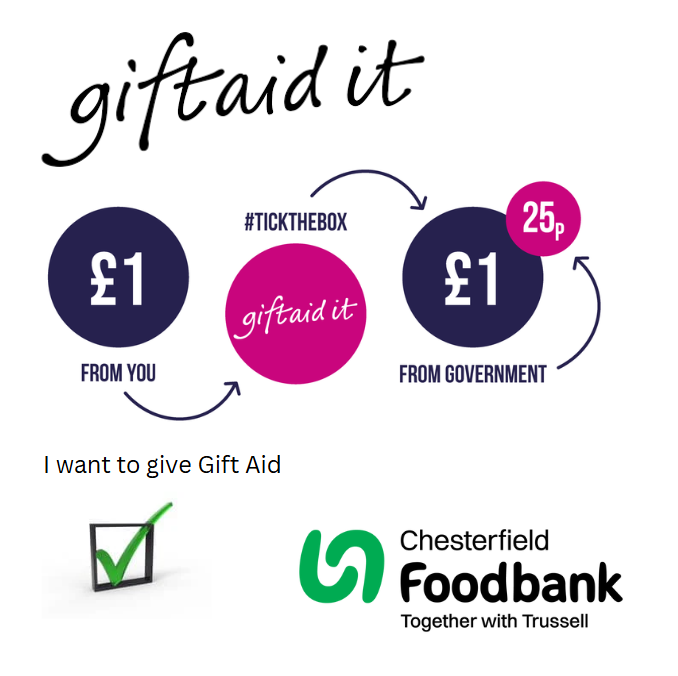 giftaid it
#TICKTHEBOX
£1
giftaid it
£1
25p
FROM YOU
FROM GOVERNMENT
I want to give Gift Aid
Chesterfield
Foodbank
Together with Trussell